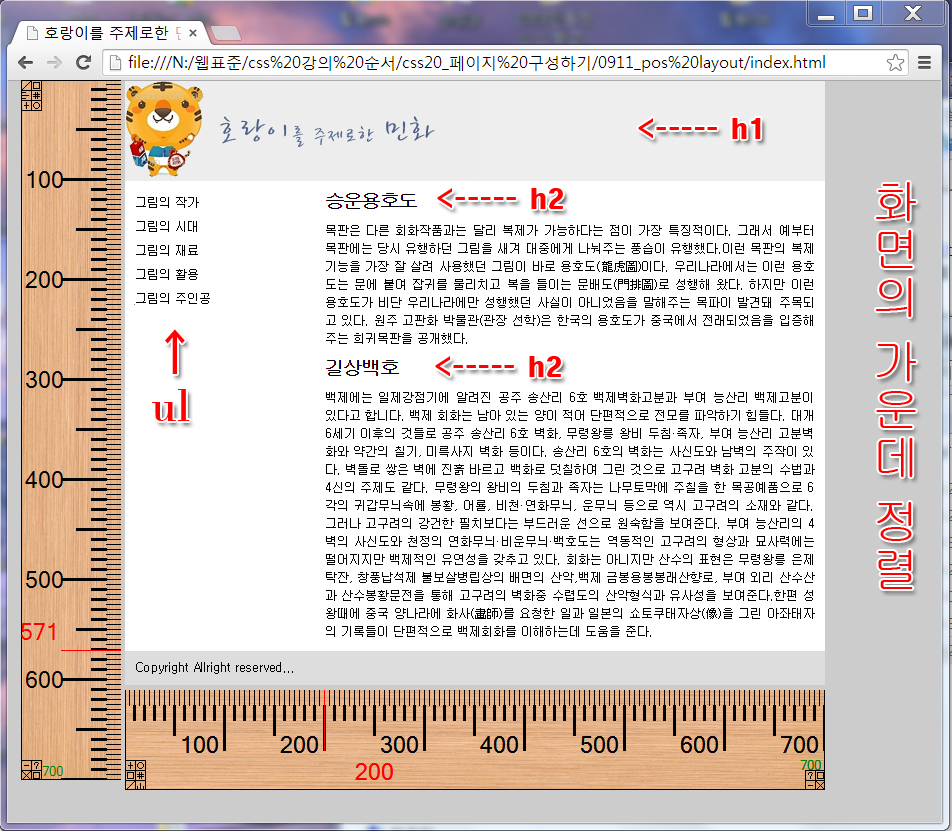 호랑이를 주제로한 민
file:///N:/웹표준/css%20강의%20순서/css20_페이지%20구성하기/0911_pos%20layout/index.html
호랑이를 주제로한 민화
<----- h1
그림의 작가
그림의 시대
그림의 재료
그림의 활용
그림의 주인공
↑
ul
승운용호도 <----- h2
목판은 다른 회화작품과는 달리 복제가 가능하다는 점이 가장 특징적이다. 그래서 예부터
목판에는 당시 유행하던 그림을 새겨 대중에게 나눠주는 풍습이 유행했다.이런 목판의 복제
기능을 가장 잘 살려 사용했던 그림이 바로 용호도(龍虎圖)이다. 우리나라에서는 이런 용호
도는 문에 붙여 잡귀를 물리치고 복을 들이는 문배도(門排圖)로 성행해 왔다. 하지만 이런
용호도가 비단 우리나라에만 성행했던 사실이 아니었음을 말해주는 목파이 발견돼 주목되
고 있다. 원주 고판화 박물관(관장 선학)은 한국의 용호도가 중국에서 전래되었음을 입증해
주는 희귀목판을 공개했다.
길상백호 <----- h2
백제에는 일제강점기에 알려진 공주 송산리 6호 백제벽화고분과 부여 능산리 백제고분이
있다고 합니다. 백제 회화는 남아 있는 양이 적어 단편적으로 전모를 파악하기 힘들다. 대개
6세기 이후의 것들로 공주 송산리 6호 벽화, 무령왕릉 왕비 두침·족자, 부여 능산리 고분벽
화와 약간의 칠기, 미륵사지 벽화 등이다. 송산리 6호의 벽화는 사신도와 남벽의 주작이 있
다. 벽돌로 쌓은 벽에 진흙 바르고 백화로 덧칠하여 그린 것으로 고구려 벽화 고분의 수법과
4신의 주제도 같다. 무령왕의 왕비의 두침과 족자는 나무토막에 주칠을 한 목공예품으로 6
각의 귀갑무늬속에 봉황, 어룡, 비천·연화무늬, 운무늬 등으로 역시 고구려의 소재와 같다.
그러나 고구려의 강건한 필치보다는 부드러운 선으로 원숙함을 보여준다. 부여 능산리의 4
벽의 사신도와 천정의 연화무늬·비운무늬·백호도는 역동적인 고구려의 형상과 묘사력에는
떨어지지만 백제적인 유연성을 갖추고 있다. 회화는 아니지만 산수의 표현은 무령왕릉 은제
탁잔, 창풍납석제 불보살병립상의 배면의 산악,백제 금봉용봉봉래산향로, 부여 외리 산수산
과 산수봉황문전을 통해 고구려의 벽화중 수렵도의 산악형식과 유사성을 보여준다.한편 성
왕때에 중국 양나라에 화사(畫師)를 요청한 일과 일본의 쇼토쿠태자상(像)을 그린 아좌태자
의 기록들이 단편적으로 백제회화를 이해하는데 도움을 준다.
Copyright Allright reserved...
화면의 가운데 정렬
100
200
300
400
500
571
600
700
100 200 300 400 500 600 700
200
700